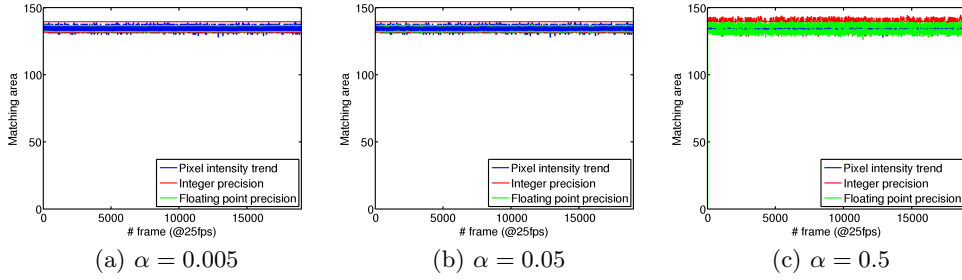 150
100
50
0
Matching area
0
5000
10000
15000
# frame (@25fps)
Pixel intensity trend
Integer precision
Floating point precision
(a) α = 0.005
150
100
50
0
Matching area
0
5000
10000
15000
# frame (@25fps)
Pixel intensity trend
Integer precision
Floating point precision
(b) α = 0.05
150
100
50
0
Matching area
0
5000
10000
15000
# frame (@25fps)
Pixel intensity trend
Integer precision
Floating point precision
(c) α = 0.5